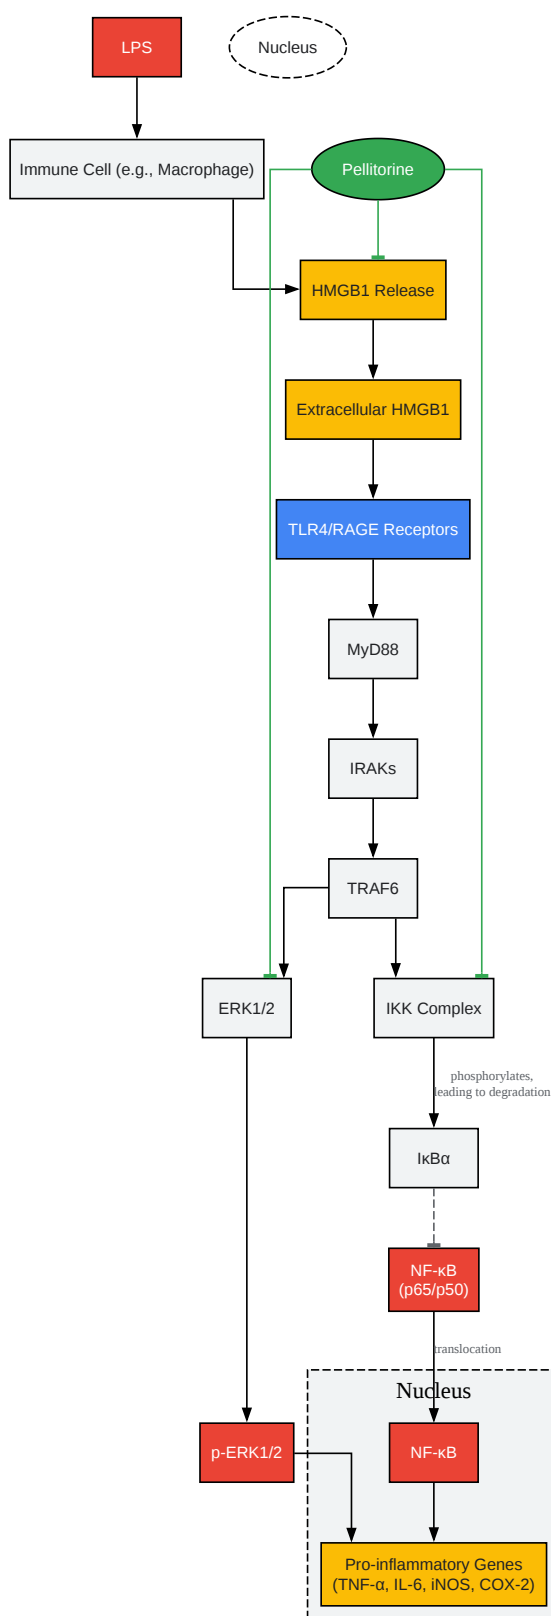 LPS
Nucleus
Immune Cell (e.g., Macrophage)
Pellitorine
HMGB1 Release
Extracellular HMGB1
TLR4/RAGE Receptors
MyD88
IRAKs
TRAF6
ERK1/2
IKK Complex
phosphorylates,
leading to degradation
IκBα
NF-κB
(p65/p50)
translocation
Nucleus
p-ERK1/2
NF-κB
Pro-inflammatory Genes
(TNF-α, IL-6, iNOS, COX-2)